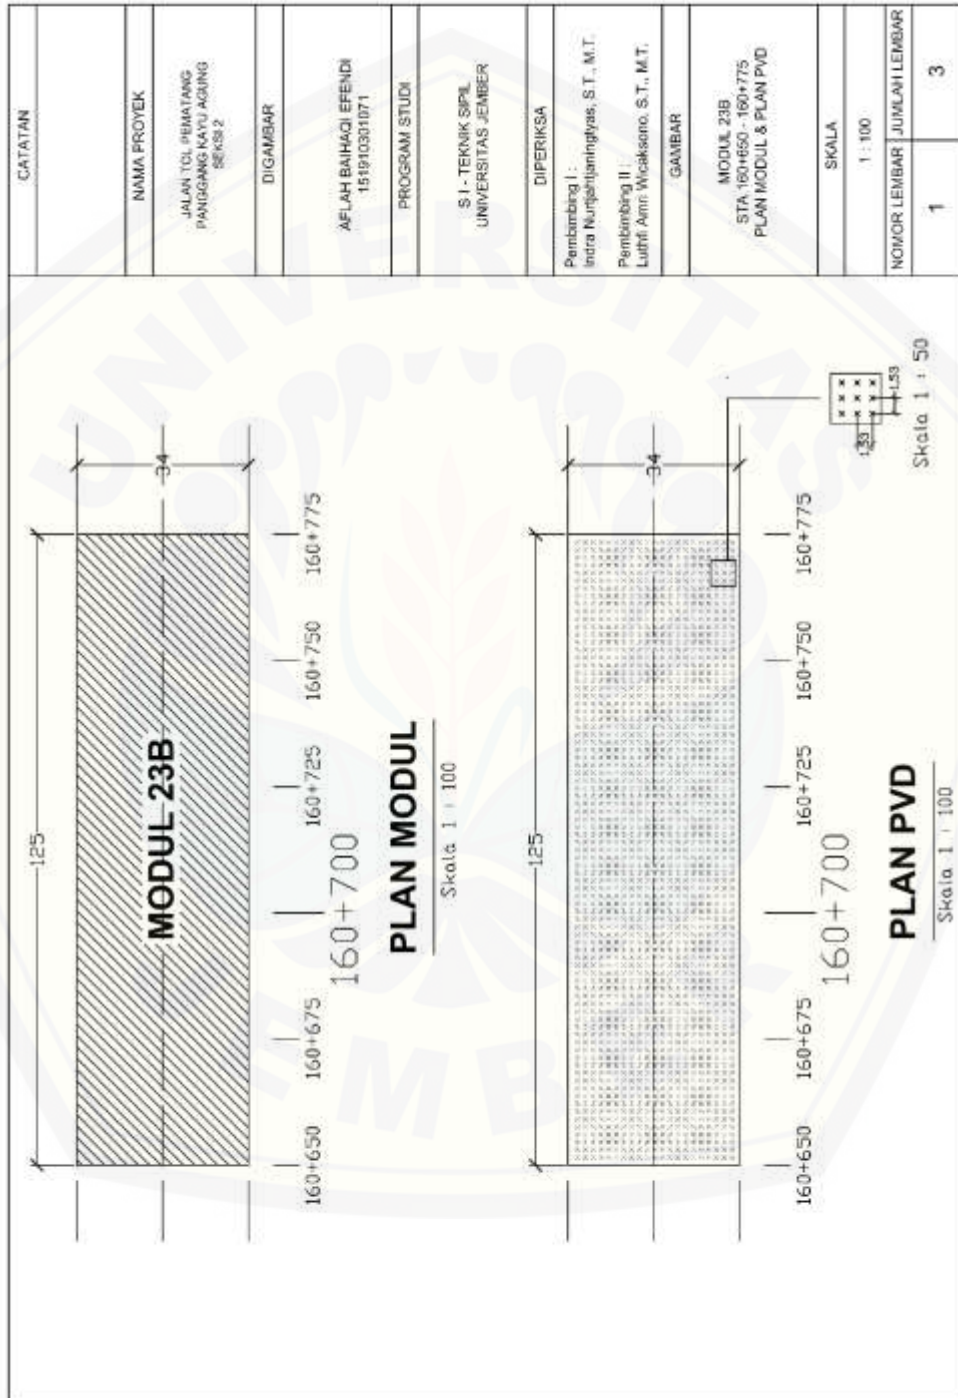 CATATAN
NAMA PROYEK
JALAN TOL PEMATANG
PANGGANG KAYU AGUNG
SEKSI 2
DIGAMBAR
AFLAH BAIHAQI EFENDI
151910301071
PROGRAM STUDI
S I - TEKNIK SIPIL
UNIVERSITAS JEMBER
DIPERIKSA
Pembimbing I :
Indra Nurtjahjaningtyas, S.T., M.T.
Pembimbing II :
Luthfi Amri Wicaksono, S.T., M.T.
GAMBAR
MODUL 23B
STA 160+650 - 160+775
PLAN MODUL & PLAN PVD
SKALA
1 : 100
NOMOR LEMBAR JUMLAH LEMBAR
1 3
125
MODUL 23B
34
160+650 160+675 160+700 160+725 160+750 160+775
PLAN MODUL
Skala 1 : 100
125
34
160+650 160+675 160+700 160+725 160+750 160+775
PLAN PVD
Skala 1 : 100
1,53
1,53
Skala 1 : 50
UNIVERSITAS
JEMBER